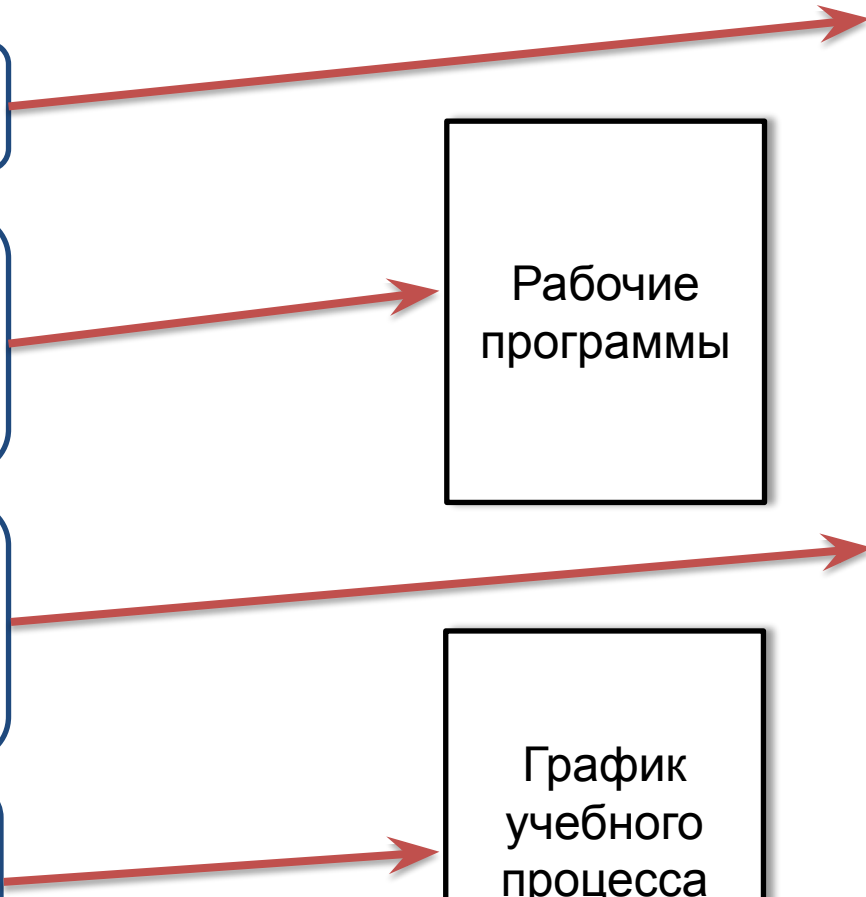 Рабочие
программы
График
учебного
процесса